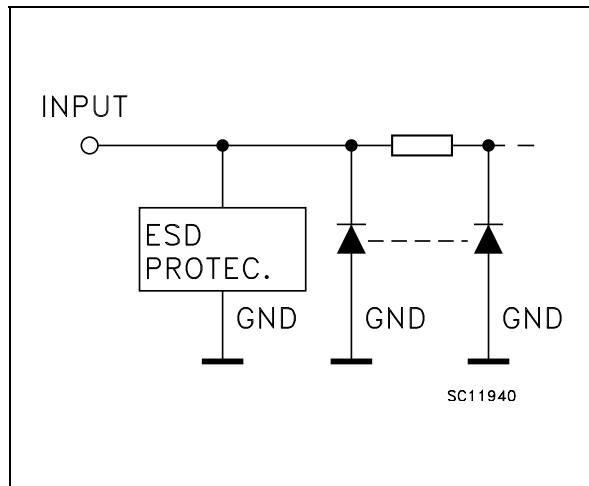 INPUT
ESD
PROTEC.
GND
GND
GND
SC11940